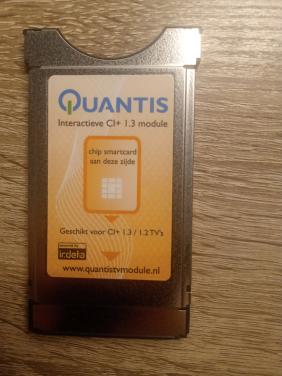 QUANTIS
Interactieve CI+ 1.3 module
chip smartcard
aan deze zijde
Geschikt voor CI+ 1.3 / 1.2 TV's
irdeto
www.quantistvmodule.nl